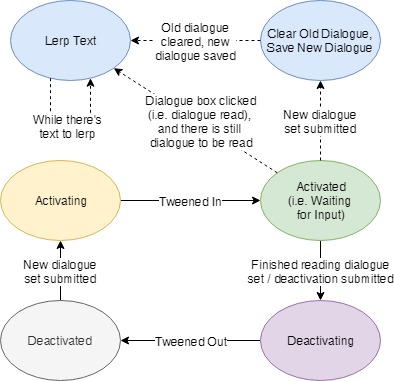 Lerp Text
Old dialogue
cleared, new
dialogue saved
Clear Old Dialogue,
Save New Dialogue
While there's
text to lerp
Dialogue box clicked
(i.e. dialogue read),
and there is still
dialogue to be read
New dialogue
set submitted
Activating
Tweened In
Activated
(i.e. Waiting
for Input)
New dialogue
set submitted
Finished reading dialogue
set / deactivation submitted
Deactivated
Tweened Out
Deactivating